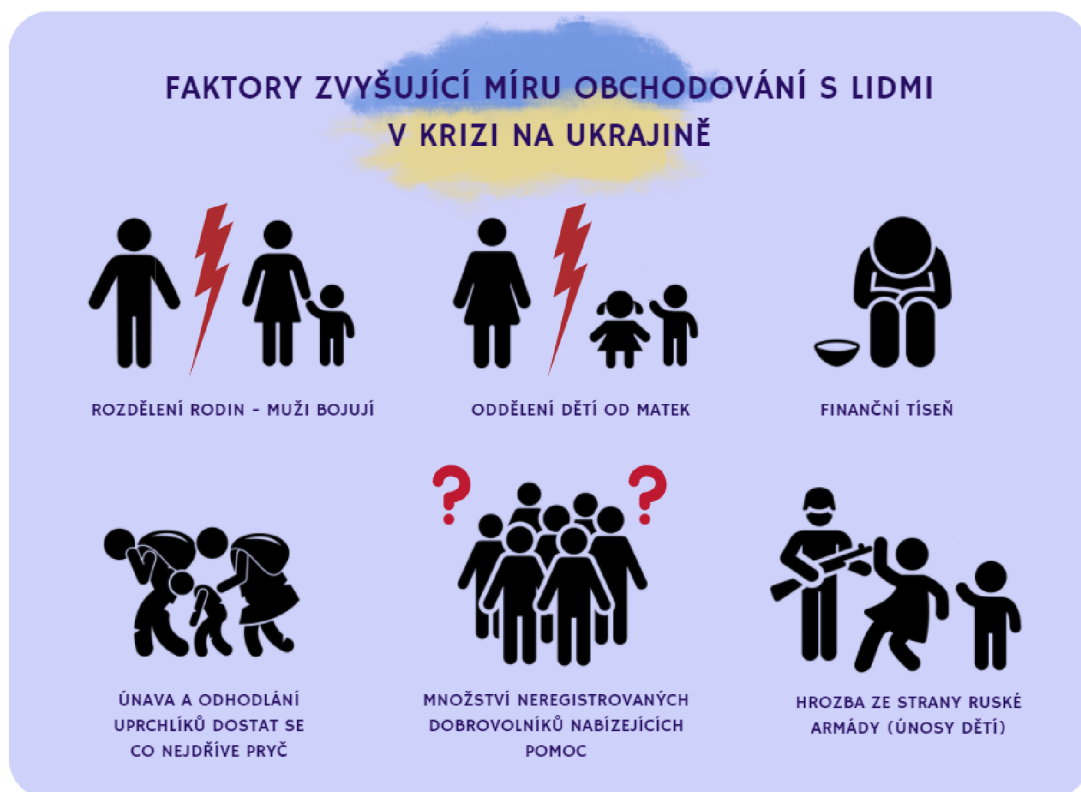 FAKTORY ZVYŠUJÍCÍ MÍRU OBCHODOVÁNÍ S LIDMI
V KRIZI NA UKRAJINĚ
ROZDĚLENÍ RODIN - MUŽI BOJUJÍ
ODDĚLENÍ DĚTÍ OD MATEK
FINANČNÍ TÍSEŇ
? ?
ÚNAVA A ODHODLÁNÍ
UPRCHLÍKŮ DOSTAT SE
CO NEJDŘÍVE PRYČ
MNOŽSTVÍ NEREGISTROVANÝCH
DOBROVOLNÍKŮ NABÍZEJÍCÍCH
POMOC
HROZBA ZE STRANY RUSKÉ
ARMÁDY (ÚNOSY DĚTÍ)